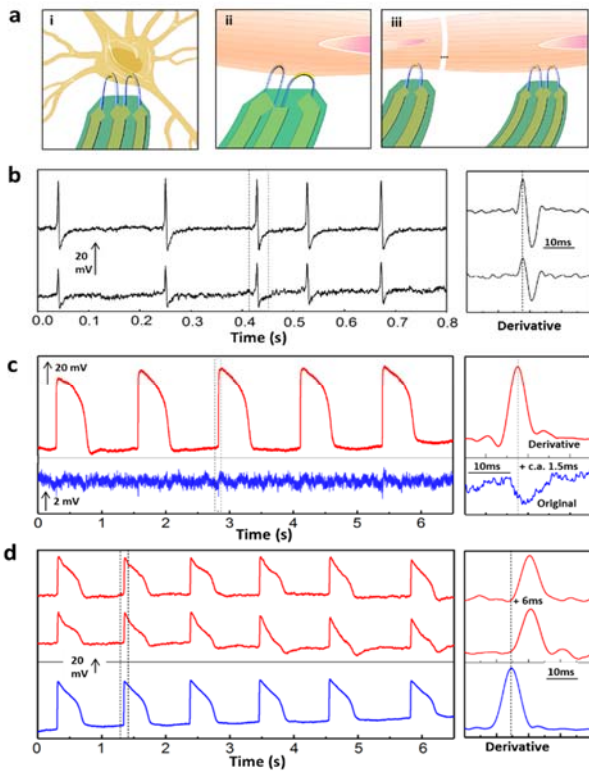 a
i
ii
iii
b
20
mV
10ms
0.0 0.1 0.2 0.3 0.4 0.5 0.6 0.7 0.8
Time (s)
Derivative
c
20 mV
2 mV
0 1 2 3 4 5 6
Time (s)
Derivative
10ms
+ c.a. 1.5ms
Original
d
20
mV
0 1 2 3 4 5 6
Time (s)
+ 6ms
10ms
Derivative